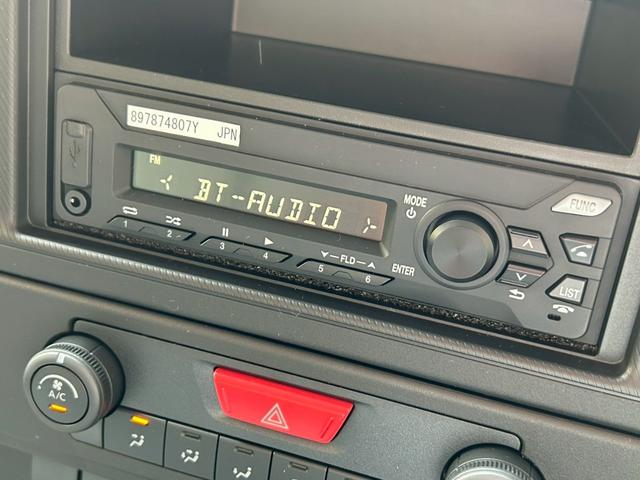 897874807Y JPN
FM
BT-AUDIO
MODE
FUNC
1 2 3 4 5 6
FLD
ENTER
LIST
A/C